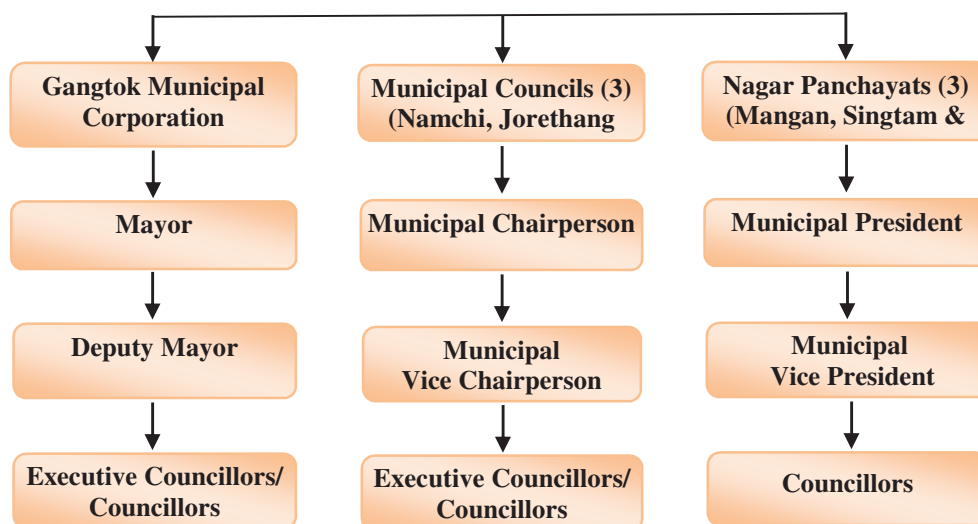 Gangtok Municipal
Corporation
Municipal Councils (3)
(Namchi, Jorethang
Nagar Panchayats (3)
(Mangan, Singtam &
Mayor
Municipal Chairperson
Municipal President
Deputy Mayor
Municipal
Vice Chairperson
Municipal
Vice President
Executive Councillors/
Councillors
Executive Councillors/
Councillors
Councillors